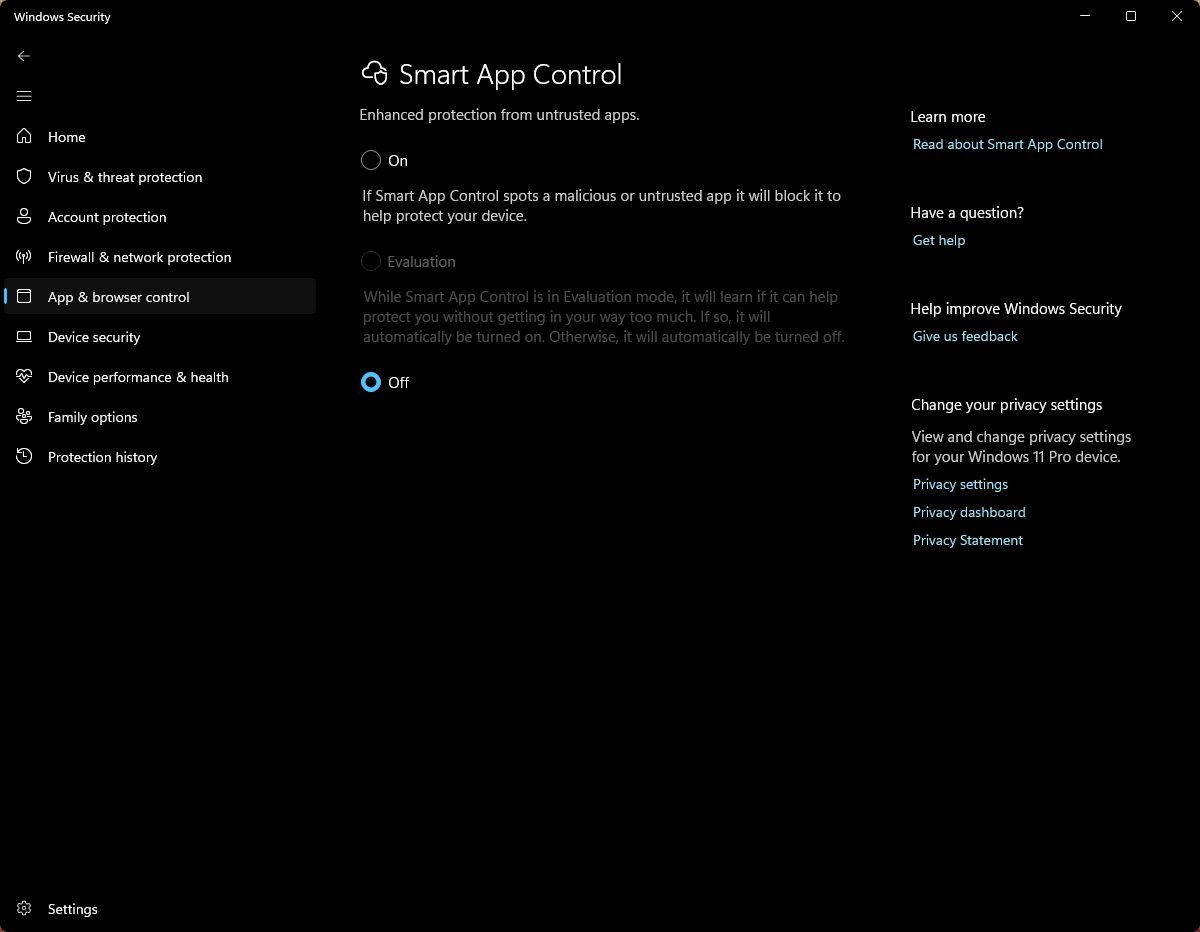 Windows Security
Home
Virus & threat protection
Account protection
Firewall & network protection
App & browser control
Device security
Device performance & health
Family options
Protection history
Settings
Smart App Control
Enhanced protection from untrusted apps.
On
If Smart App Control spots a malicious or untrusted app it will block it to
help protect your device.
Evaluation
While Smart App Control is in Evaluation mode, it will learn if it can help
protect you without getting in your way too much. If so, it will
automatically be turned on. Otherwise, it will automatically be turned off.
Off
Learn more
Read about Smart App Control
Have a question?
Get help
Help improve Windows Security
Give us feedback
Change your privacy settings
View and change privacy settings
for your Windows 11 Pro device.
Privacy settings
Privacy dashboard
Privacy Statement